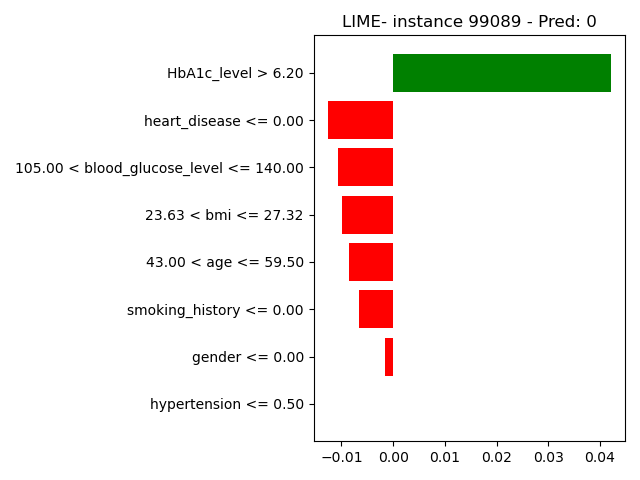 LIME- instance 99089 - Pred: 0
HbA1c_level > 6.20
heart_disease <= 0.00
105.00 < blood_glucose_level <= 140.00
23.63 < bmi <= 27.32
43.00 < age <= 59.50
smoking_history <= 0.00
gender <= 0.00
hypertension <= 0.50
−0.01 0.00 0.01 0.02 0.03 0.04